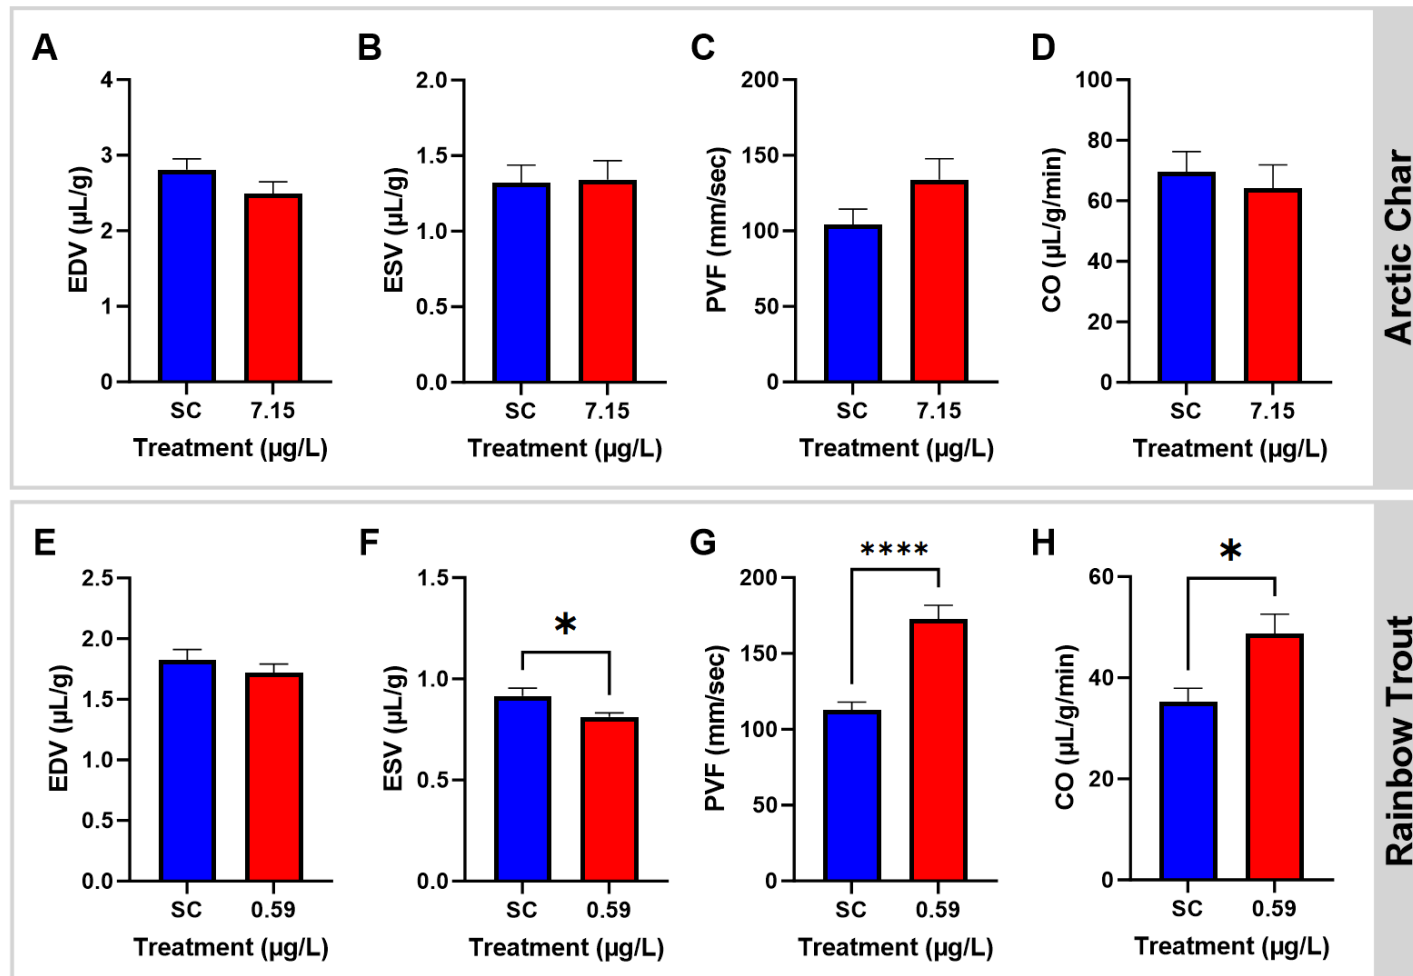 A
EDV (µL/g)
4
3
2
1
0
SC
7.15
Treatment (µg/L)
B
ESV (µL/g)
2.0
1.5
1.0
0.5
0.0
SC
7.15
Treatment (µg/L)
C
PVF (mm/sec)
200
150
100
50
0
SC
7.15
Treatment (µg/L)
D
CO (µL/g/min)
100
80
60
40
20
0
SC
7.15
Treatment (µg/L)
Arctic Char
E
EDV (µL/g)
2.5
2.0
1.5
1.0
0.5
0.0
SC
0.59
Treatment (µg/L)
F
ESV (µL/g)
1.5
1.0
0.5
0.0
*
SC
0.59
Treatment (µg/L)
G
PVF (mm/sec)
200
150
100
50
0
****
SC
0.59
Treatment (µg/L)
H
CO (µL/g/min)
60
40
20
0
*
SC
0.59
Treatment (µg/L)
Rainbow Trout